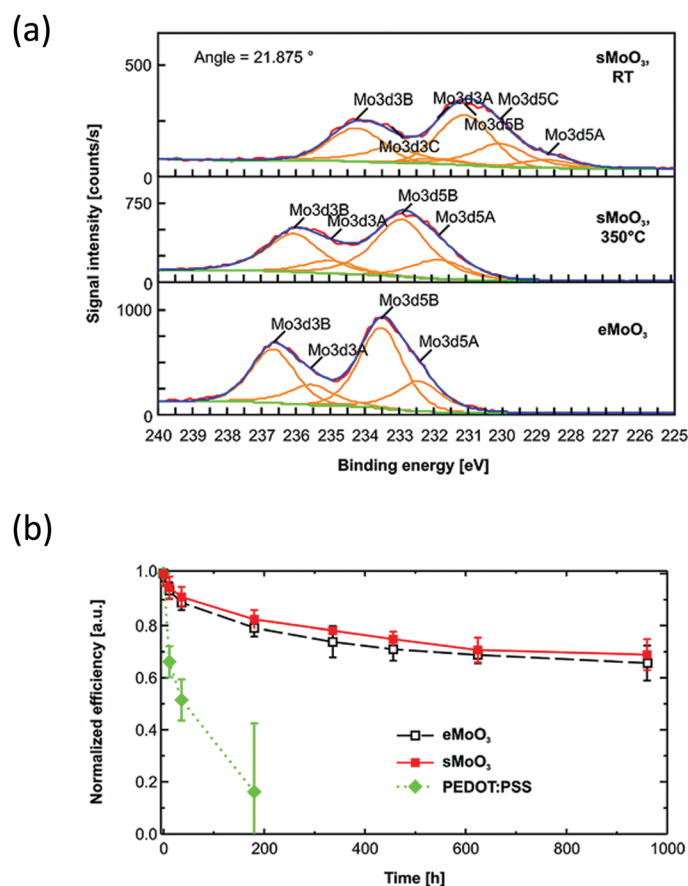 (a)
Angle = 21.875 °
sMoO₃,
RT
Mo3d3B
Mo3d3A
Mo3d5C
Mo3d5B
Mo3d3C
Mo3d5A
500
0
sMoO₃,
350°C
Mo3d3B
Mo3d3A
Mo3d5B
Mo3d5A
750
0
eMoO₃
Mo3d3B
Mo3d3A
Mo3d5B
Mo3d5A
1000
500
0
Signal intensity [counts/s]
240 239 238 237 236 235 234 233 232 231 230 229 228 227 226 225
Binding energy [eV]
(b)
1.0
0.8
0.6
0.4
0.2
0.0
Normalized efficiency [a.u.]
eMoO₃
sMoO₃
PEDOT:PSS
0 200 400 600 800 1000
Time [h]